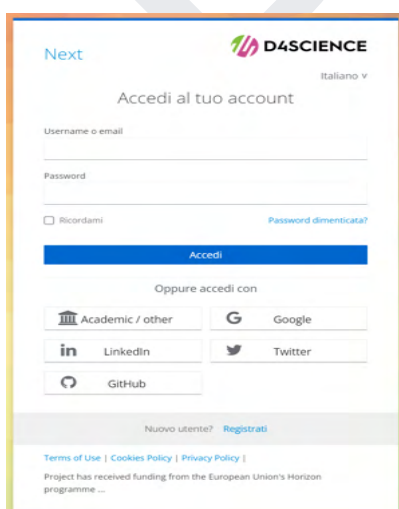 Next
D4SCIENCE
Italiano v
Accedi al tuo account
Username o email
Password
Ricordami
Password dimenticata?
Accedi
Oppure accedi con
Academic / other
G Google
in LinkedIn
Twitter
GitHub
Nuovo utente? Registrati
Terms of Use | Cookies Policy | Privacy Policy |
Project has received funding from the European Union's Horizon
programme ...